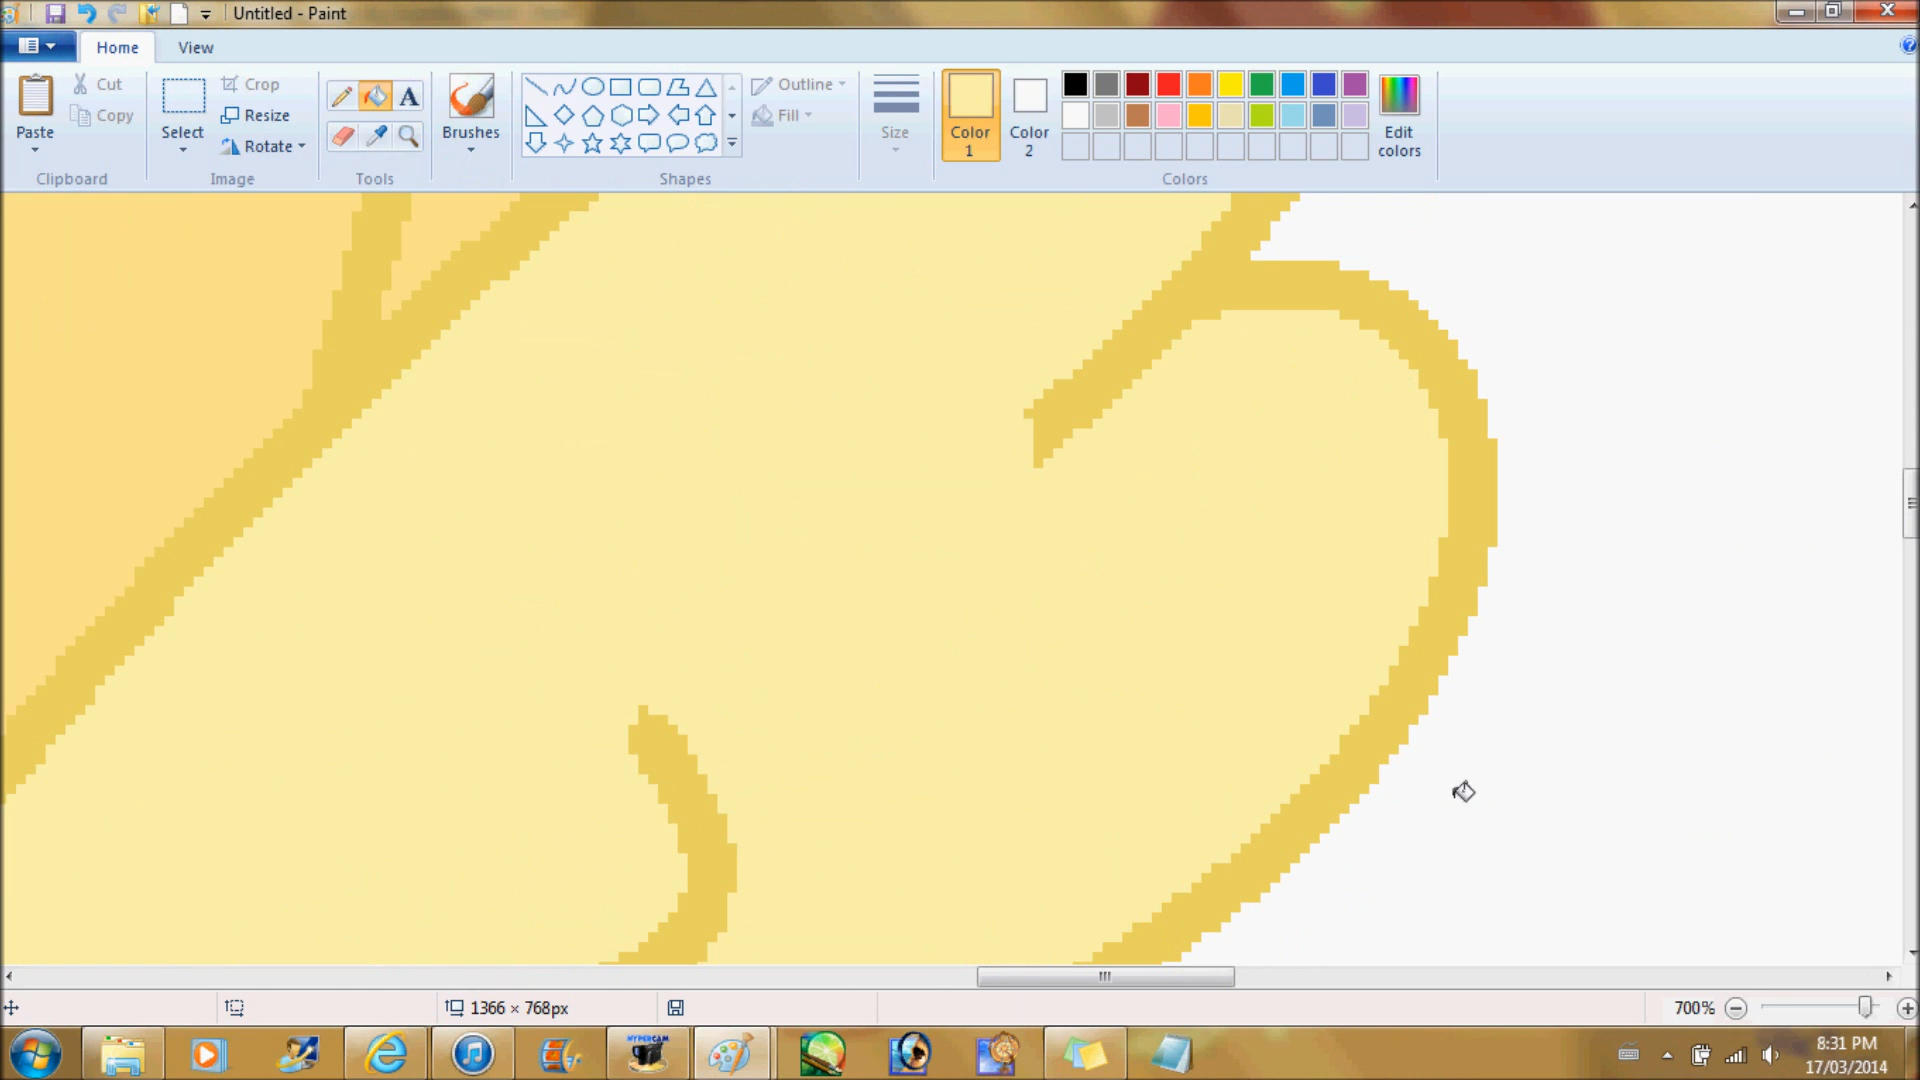 Untitled - Paint
Home View
Paste
Cut
Copy
Clipboard
Select
Crop
Resize
Rotate
Image
A
Tools
Brushes
Outline
Fill
Shapes
Size
Color 1
Color 2
Edit colors
Colors
1366 × 768px
700%
HYPERCAM
8:31 PM
17/03/2014